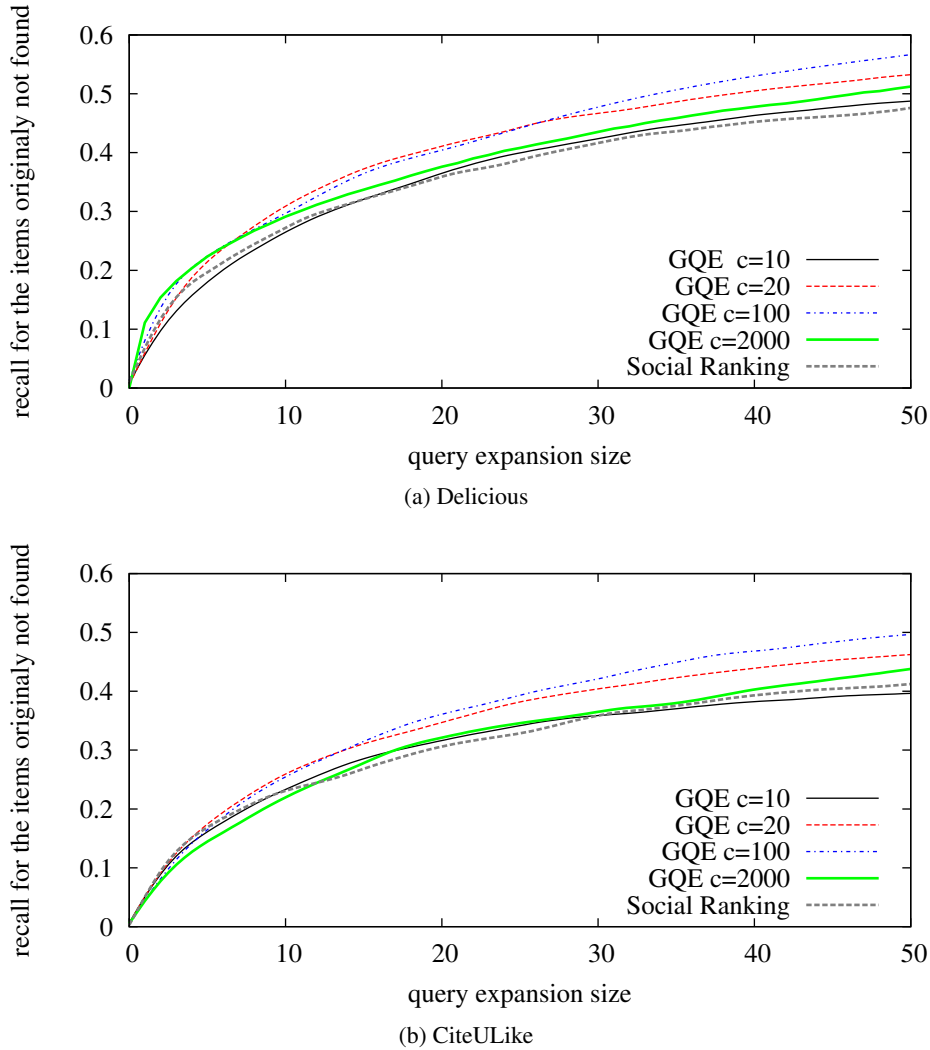 0.6
0.5
0.4
0.3
0.2
0.1
0
recall for the items originaly not found
GQE c=10
GQE c=20
GQE c=100
GQE c=2000
Social Ranking
0 10 20 30 40 50
query expansion size
(a) Delicious
0.6
0.5
0.4
0.3
0.2
0.1
0
recall for the items originaly not found
GQE c=10
GQE c=20
GQE c=100
GQE c=2000
Social Ranking
0 10 20 30 40 50
query expansion size
(b) CiteULike